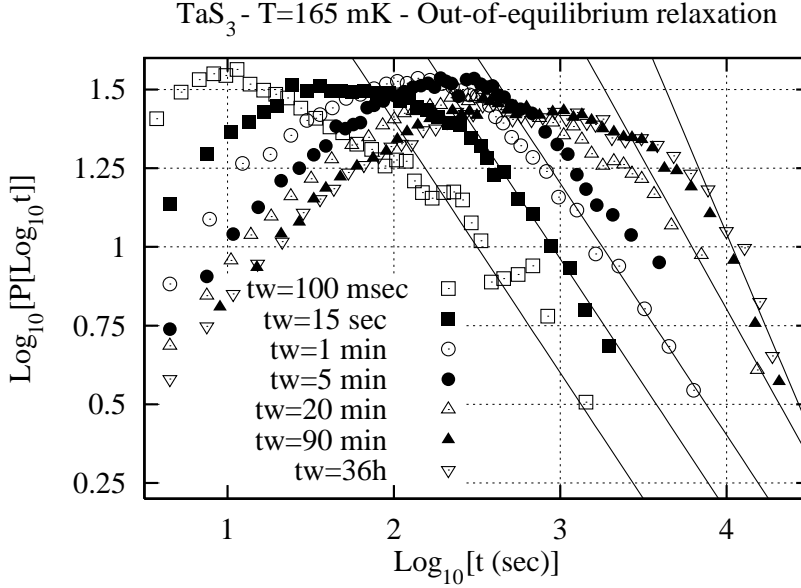 TaS3 - T=165 mK - Out-of-equilibrium relaxation
Log10[P[Log10t]]
1.5
1.25
1
0.75
0.5
0.25
tw=100 msec
tw=15 sec
tw=1 min
tw=5 min
tw=20 min
tw=90 min
tw=36h
1 2 3 4
Log10[t (sec)]